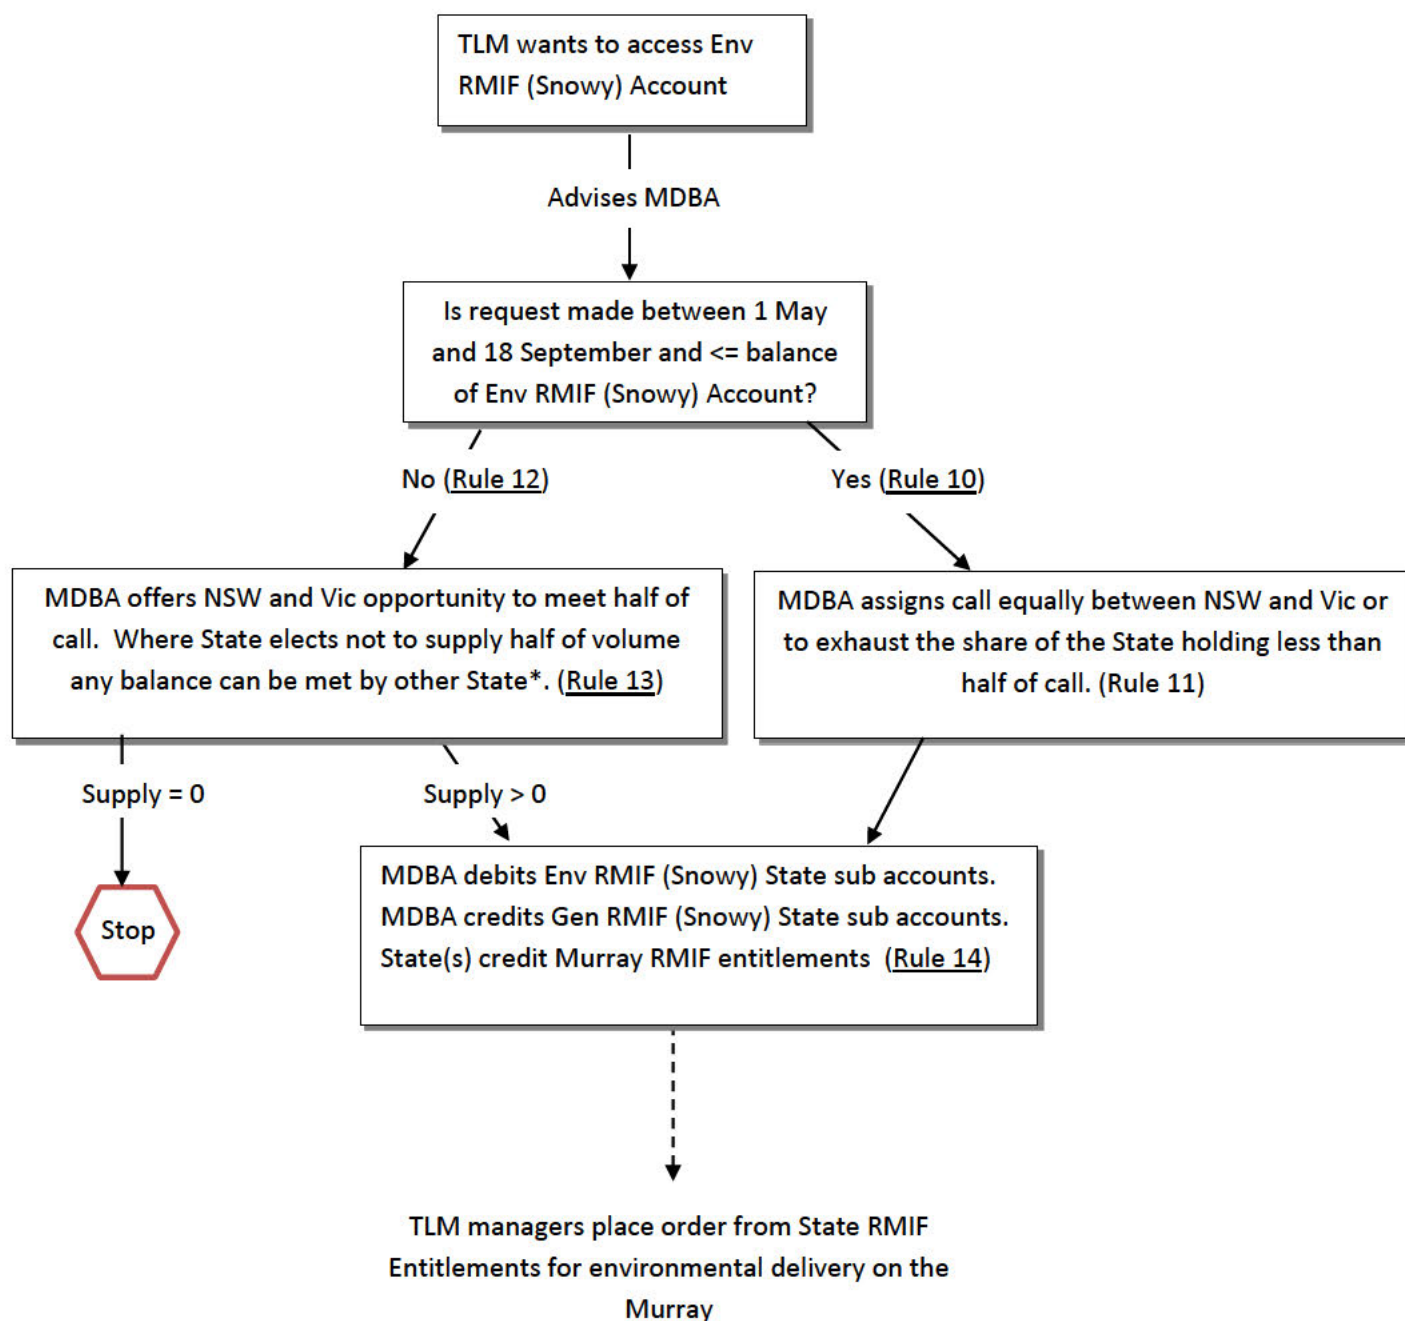 TLM wants to access Env
RMIF (Snowy) Account
Advises MDBA
Is request made between 1 May
and 18 September and <= balance
of Env RMIF (Snowy) Account?
No (Rule 12)
Yes (Rule 10)
MDBA offers NSW and Vic opportunity to meet half of
call.  Where State elects not to supply half of volume
any balance can be met by other State*. (Rule 13)
MDBA assigns call equally between NSW and Vic or
to exhaust the share of the State holding less than
half of call. (Rule 11)
Supply = 0
Supply > 0
Stop
MDBA debits Env RMIF (Snowy) State sub accounts.
MDBA credits Gen RMIF (Snowy) State sub accounts.
State(s) credit Murray RMIF entitlements  (Rule 14)
TLM managers place order from State RMIF
Entitlements for environmental delivery on the
Murray